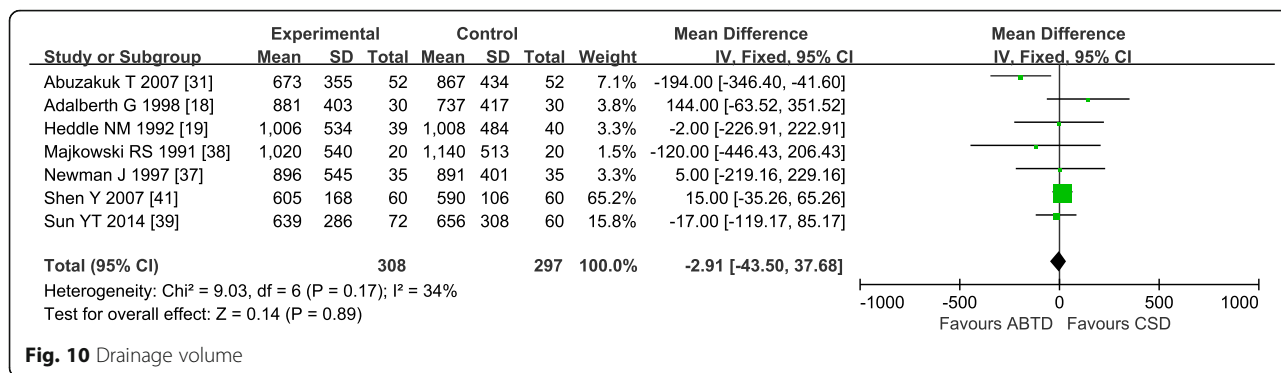 Experimental Control Mean Difference Mean Difference
Study or Subgroup Mean SD Total Mean SD Total Weight IV, Fixed, 95% CI IV, Fixed, 95% CI
Abuzakuk T 2007 [31] 673 355 52 867 434 52 7.1% -194.00 [-346.40, -41.60]
Adalberth G 1998 [18] 881 403 30 737 417 30 3.8% 144.00 [-63.52, 351.52]
Heddle NM 1992 [19] 1,006 534 39 1,008 484 40 3.3% -2.00 [-226.91, 222.91]
Majkowski RS 1991 [38] 1,020 540 20 1,140 513 20 1.5% -120.00 [-446.43, 206.43]
Newman J 1997 [37] 896 545 35 891 401 35 3.3% 5.00 [-219.16, 229.16]
Shen Y 2007 [41] 605 168 60 590 106 60 65.2% 15.00 [-35.26, 65.26]
Sun YT 2014 [39] 639 286 72 656 308 60 15.8% -17.00 [-119.17, 85.17]
Total (95% CI) 308 297 100.0% -2.91 [-43.50, 37.68]
Heterogeneity: Chi² = 9.03, df = 6 (P = 0.17); I² = 34%
Test for overall effect: Z = 0.14 (P = 0.89)
-1000 -500 0 500 1000
Favours ABTD Favours CSD
Fig. 10 Drainage volume